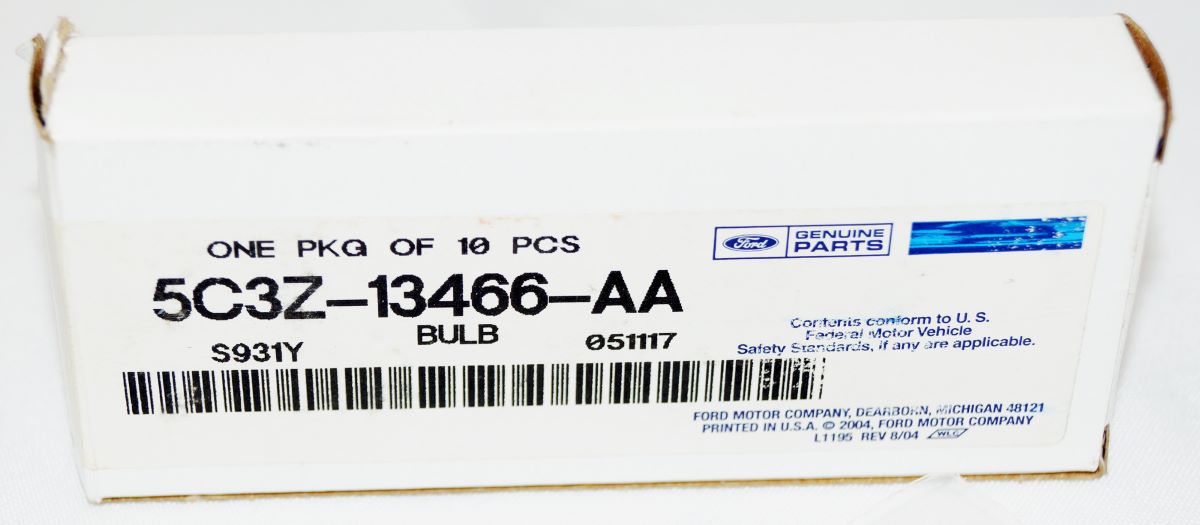 ONE PKG OF 10 PCS
Ford GENUINE PARTS
5C3Z-13466-AA
BULB
S931Y 051117
Contents conform to U. S.
Federal Motor Vehicle
Safety Standards, if any are applicable.
FORD MOTOR COMPANY, DEARBORN, MICHIGAN 48121
PRINTED IN U.S.A. © 2004, FORD MOTOR COMPANY
L1195 REV 8/04 WLC